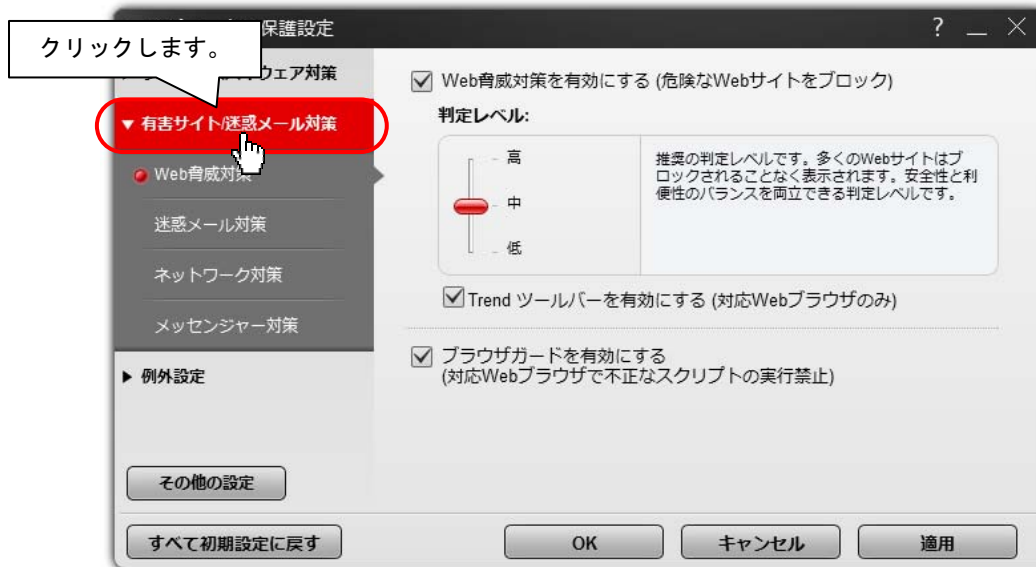 クリックします。
保護設定
? _ ×
ウェア対策
▼ 有害サイト/迷惑メール対策
Web脅威対策
迷惑メール対策
ネットワーク対策
メッセンジャー対策
▶ 例外設定
その他の設定
Web脅威対策を有効にする (危険なWebサイトをブロック)
判定レベル:
高
中
低
推奨の判定レベルです。多くのWebサイトはブ
ロックされることなく表示されます。安全性と利
便性のバランスを両立できる判定レベルです。
Trend ツールバーを有効にする (対応Webブラウザのみ)
ブラウザガードを有効にする
(対応Webブラウザで不正なスクリプトの実行禁止)
すべて初期設定に戻す
OK
キャンセル
適用